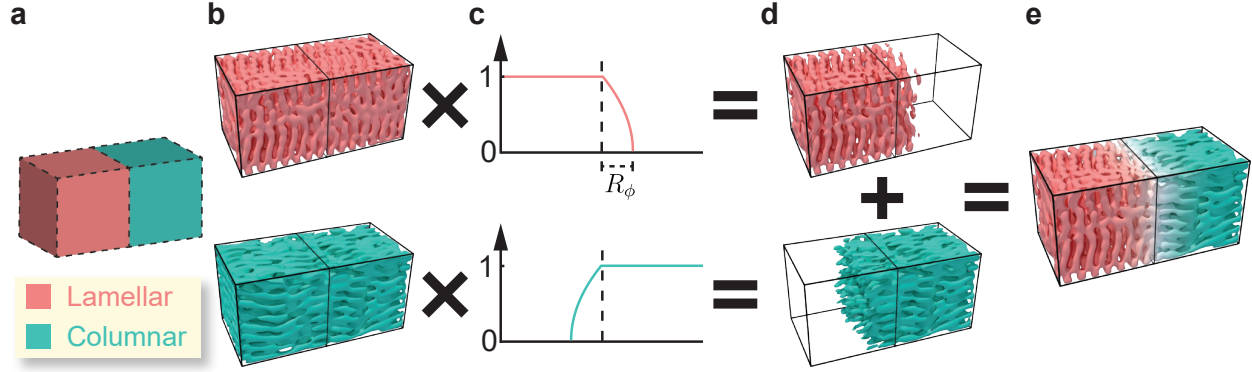 a b c d e
1
0
R_ϕ
+
=
× = × =
1
0
Lamellar
Columnar